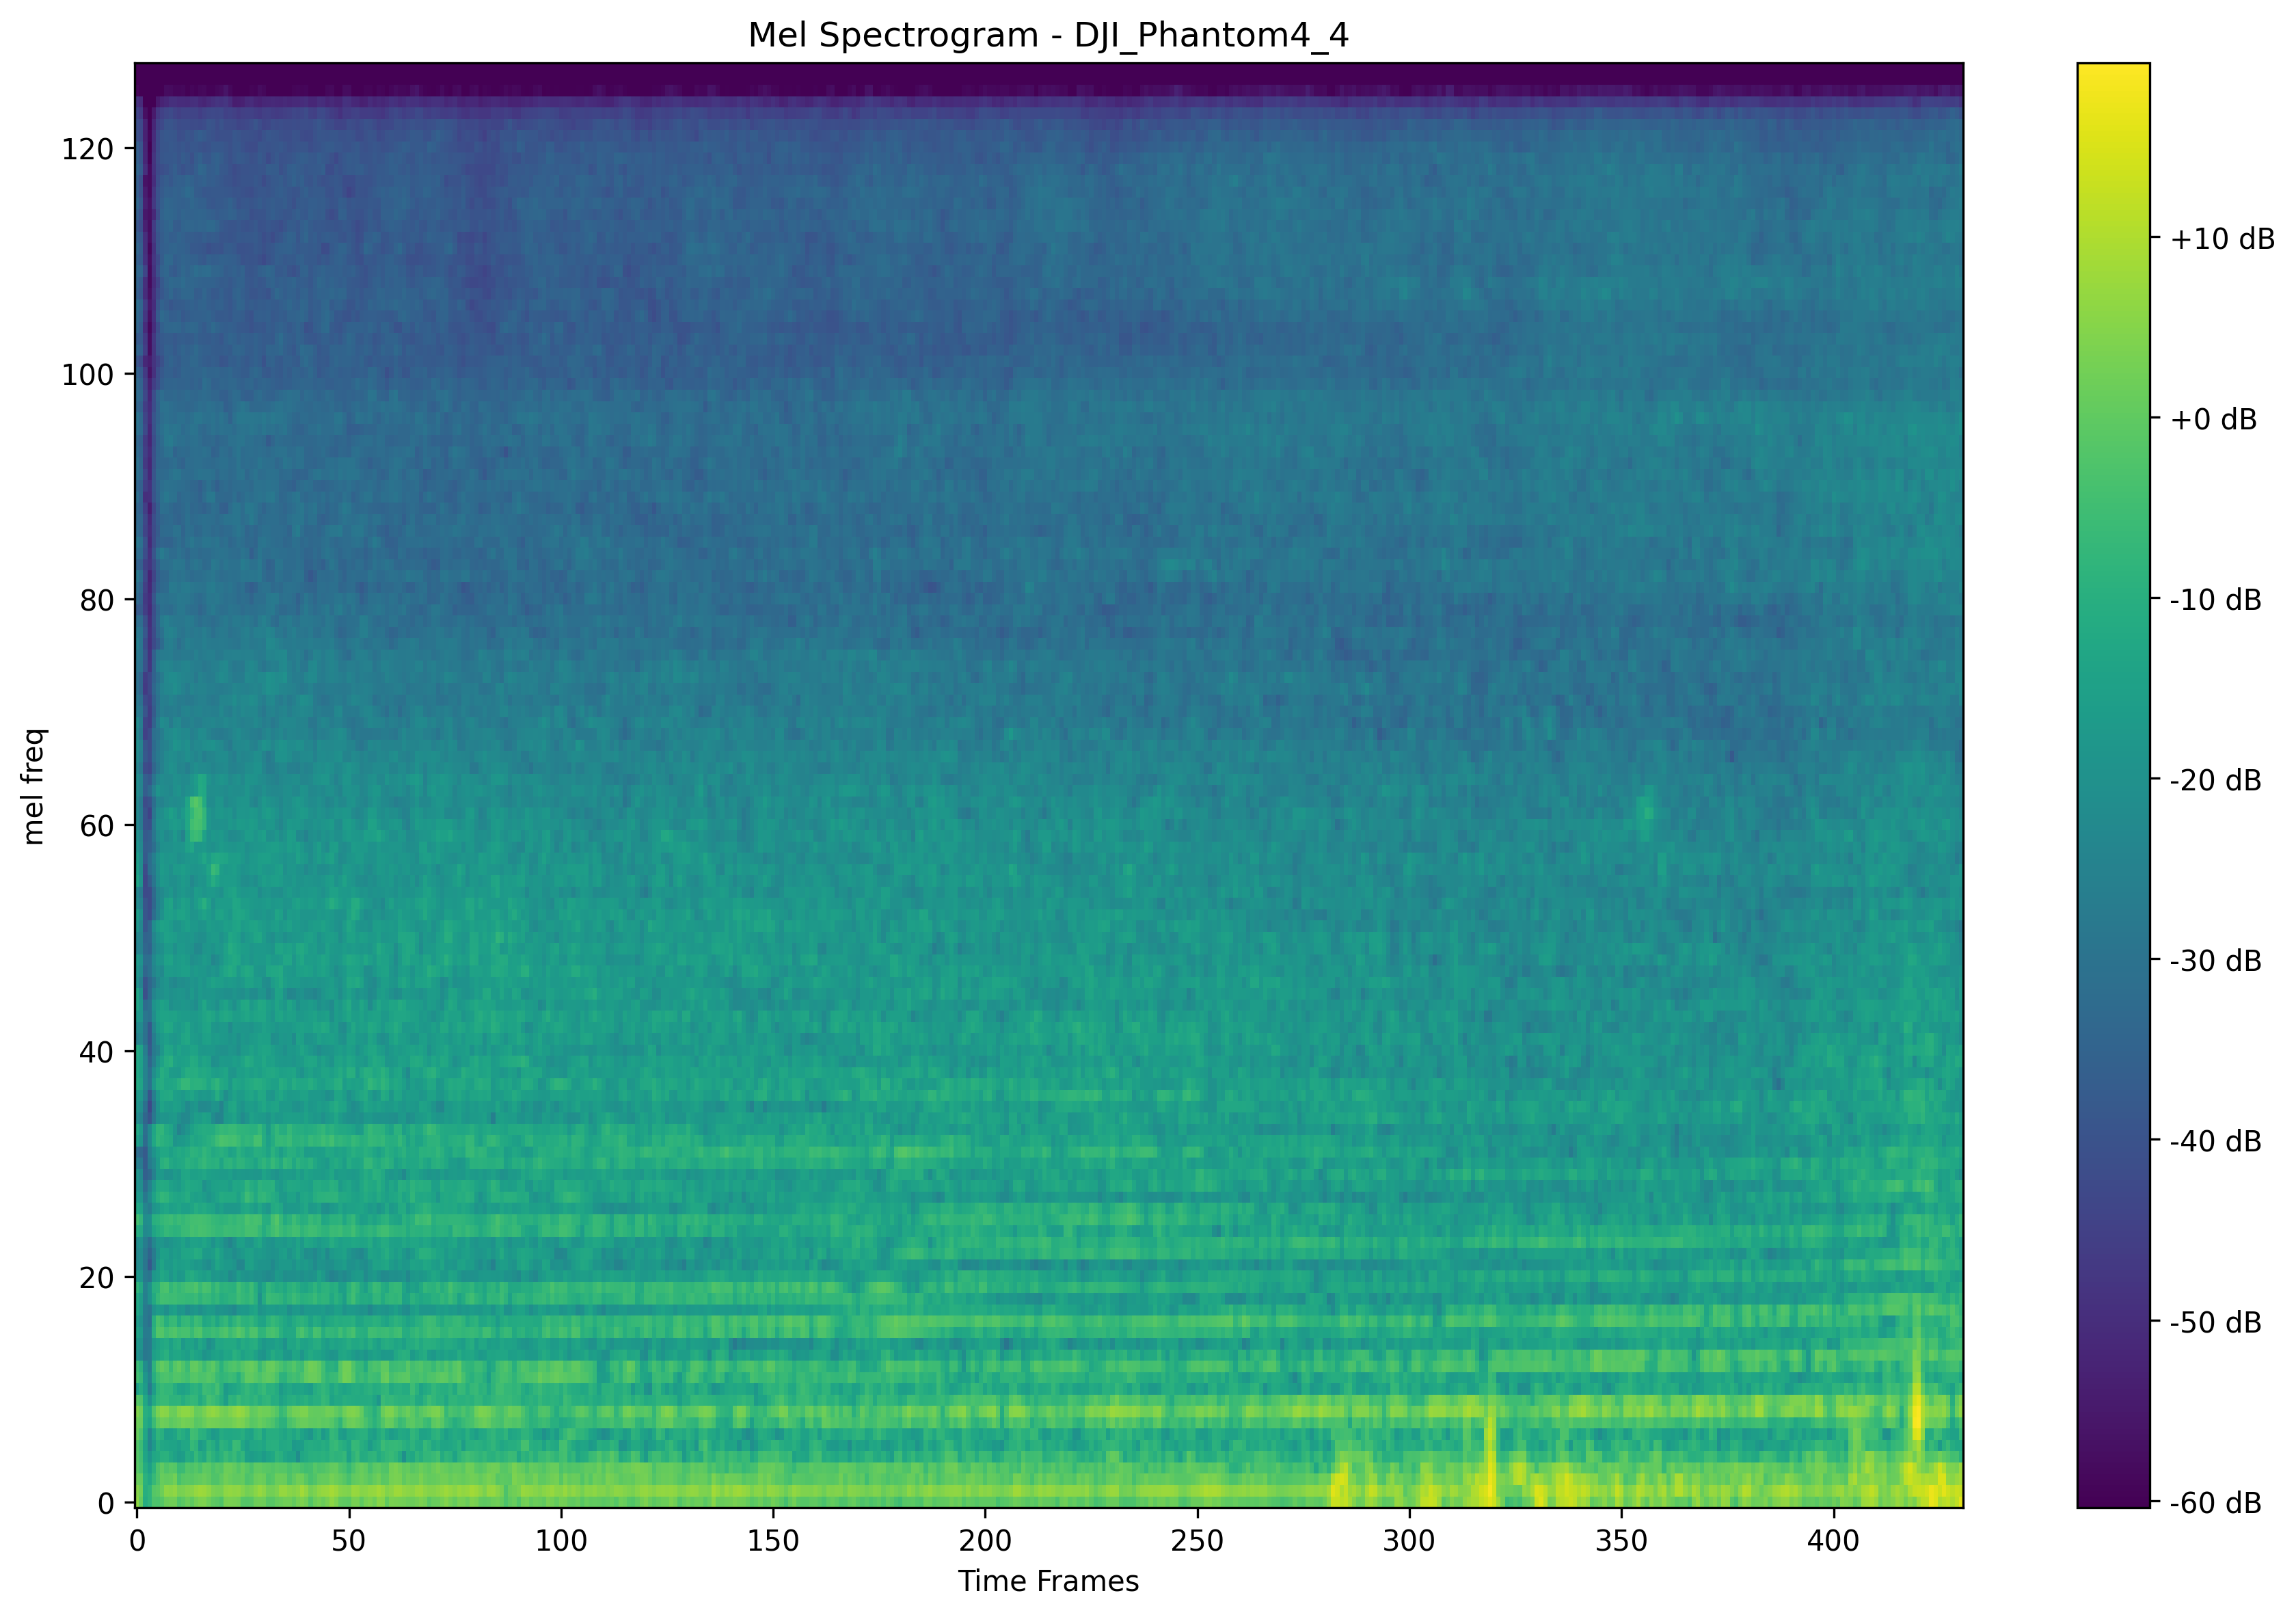 Mel Spectrogram - DJI_Phantom4_4
mel freq
120
100
80
60
40
20
0
0 50 100 150 200 250 300 350 400
Time Frames
+10 dB
+0 dB
-10 dB
-20 dB
-30 dB
-40 dB
-50 dB
-60 dB